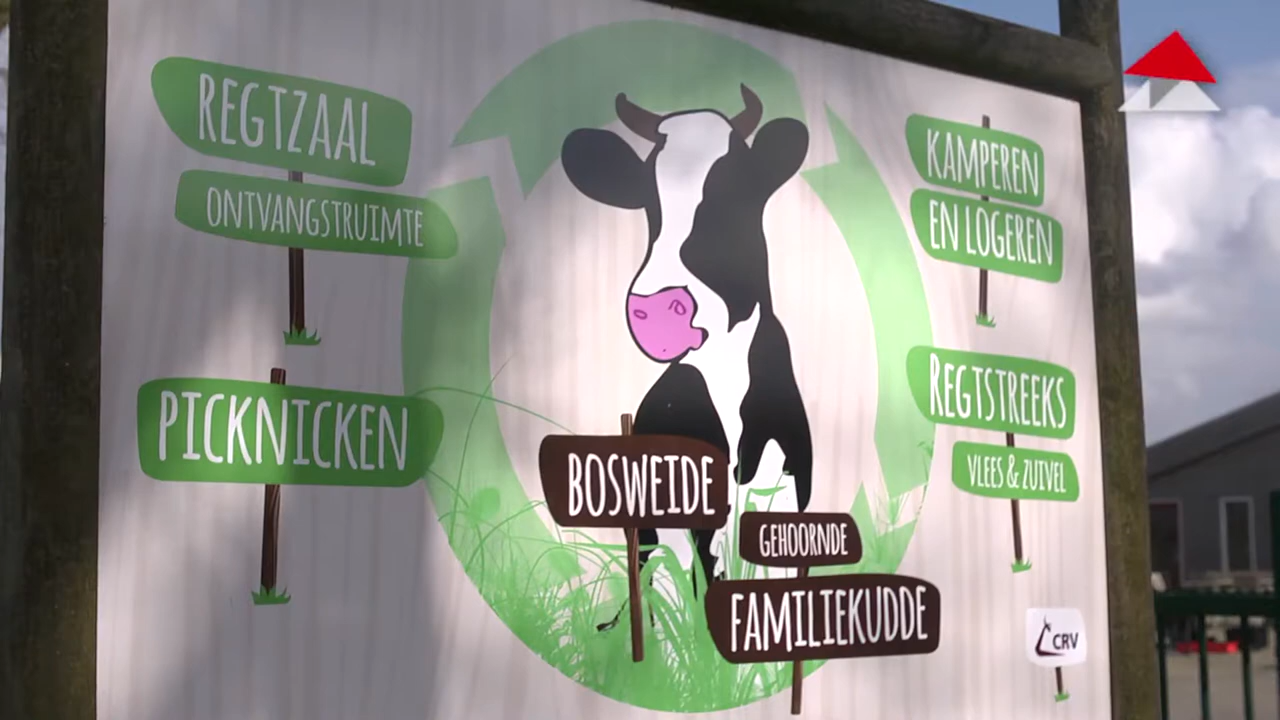 REGTZAAL
ONTVANGSTRUIMTE
PICKNICKEN
BOSWEIDE
GEHOORNDE
FAMILIEKUDDE
KAMPEREN
EN LOGEREN
REGTSTREEKS
VLEES & ZUIVEL
CRV